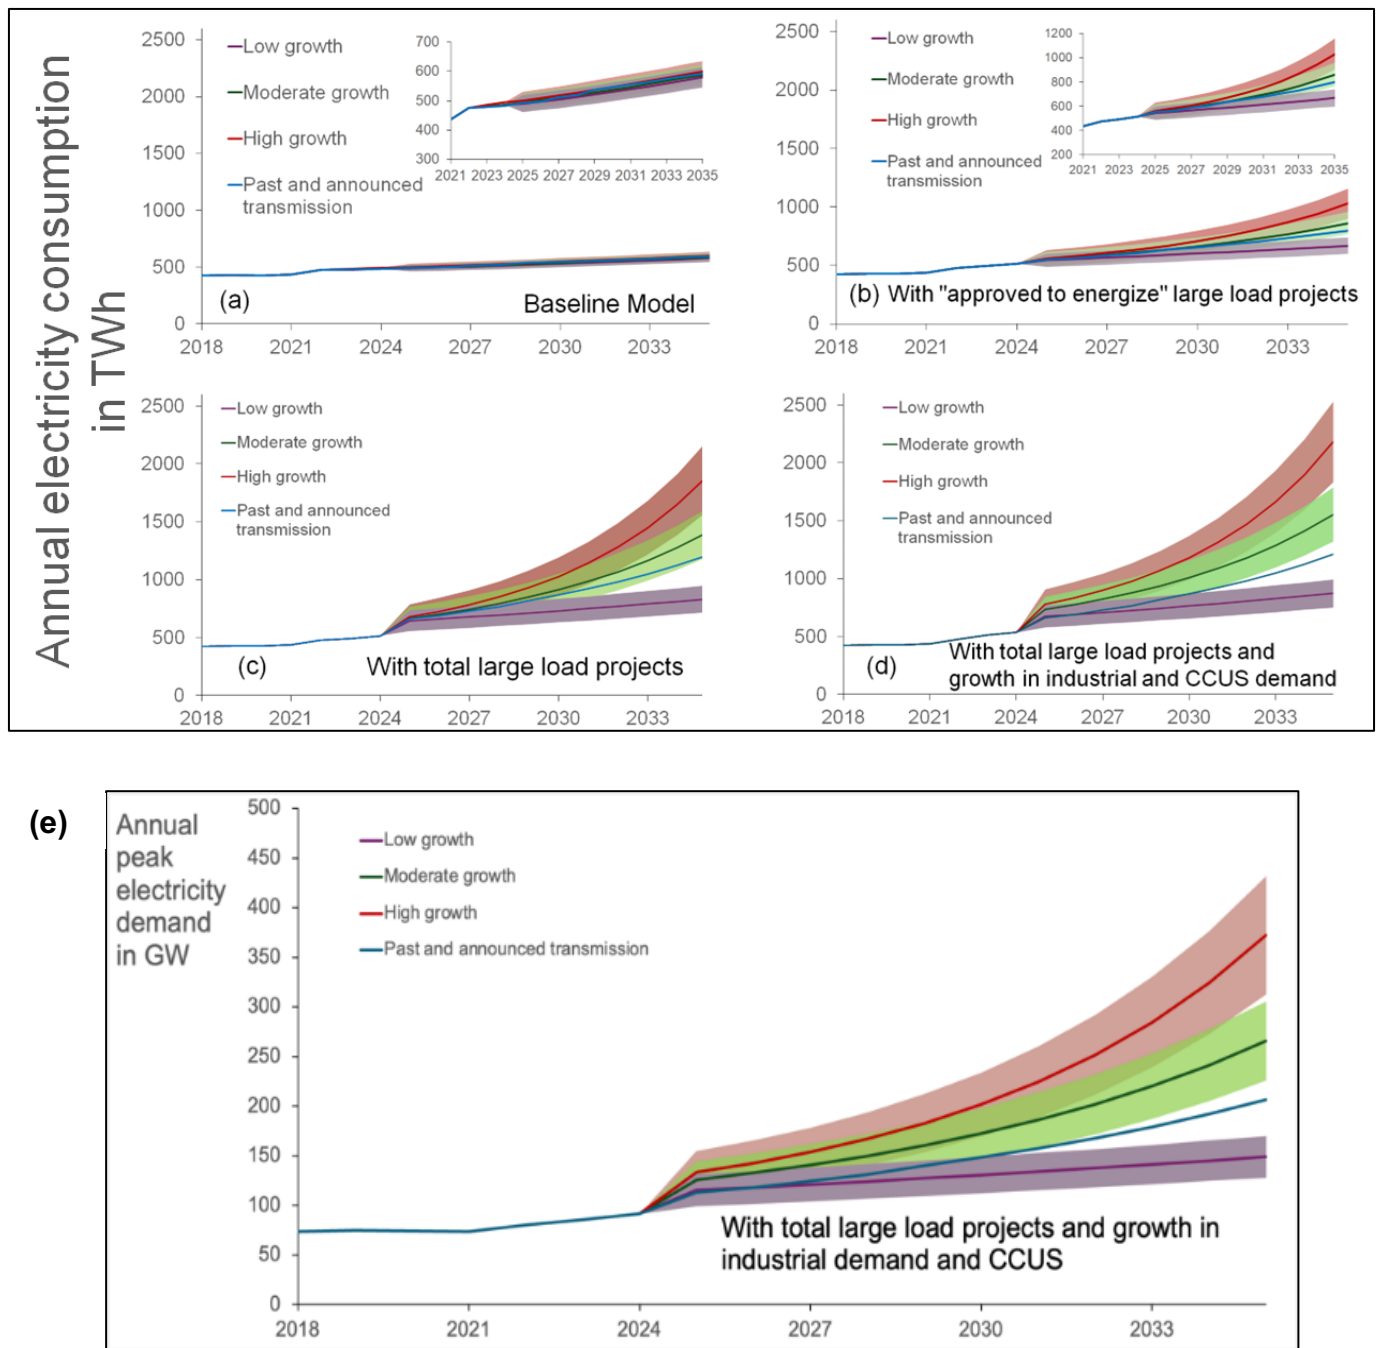 Annual electricity consumption
in TWh
2500
2000
1500
1000
500
0
2018
2021
2024
2027
2030
2033
Low growth
Moderate growth
High growth
Past and announced
transmission
700
600
500
400
300
2021
2023
2025
2027
2029
2031
2033
2035
(a)
Baseline Model
2500
2000
1500
1000
500
0
2018
2021
2024
2027
2030
2033
Low growth
Moderate growth
High growth
Past and announced
transmission
1200
1000
800
600
400
200
2021
2023
2025
2027
2029
2031
2033
2035
(b) With "approved to energize" large load projects
2500
2000
1500
1000
500
0
2018
2021
2024
2027
2030
2033
Low growth
Moderate growth
High growth
Past and announced
transmission
(c)
With total large load projects
2500
2000
1500
1000
500
0
2018
2021
2024
2027
2030
2033
Low growth
Moderate growth
High growth
Past and announced
transmission
(d)
With total large load projects and
growth in industrial and CCUS demand
(e)
Annual
peak
electricity
demand
in GW
500
450
400
350
300
250
200
150
100
50
0
2018
2021
2024
2027
2030
2033
Low growth
Moderate growth
High growth
Past and announced transmission
With total large load projects and growth in
industrial demand and CCUS